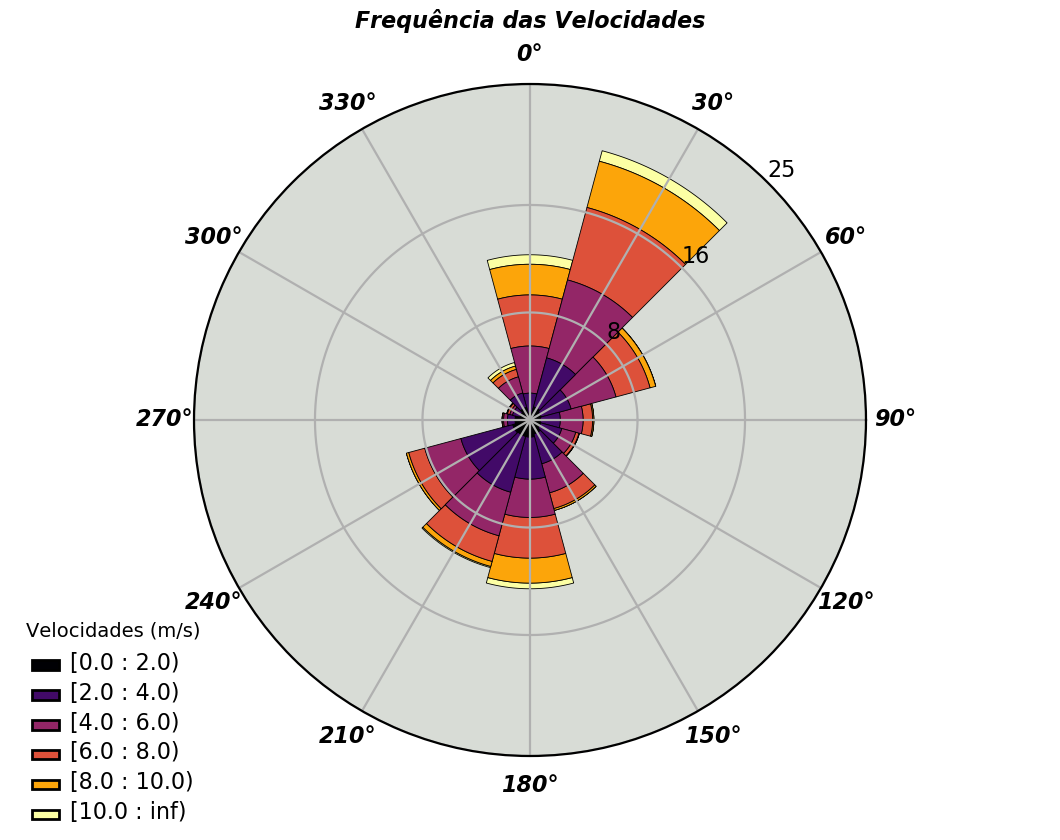 Frequência das Velocidades
0°
330°
30°
25
300°
60°
16
8
270°
90°
240°
120°
210°
150°
180°
Velocidades (m/s)
[0.0 : 2.0)
[2.0 : 4.0)
[4.0 : 6.0)
[6.0 : 8.0)
[8.0 : 10.0)
[10.0 : inf)